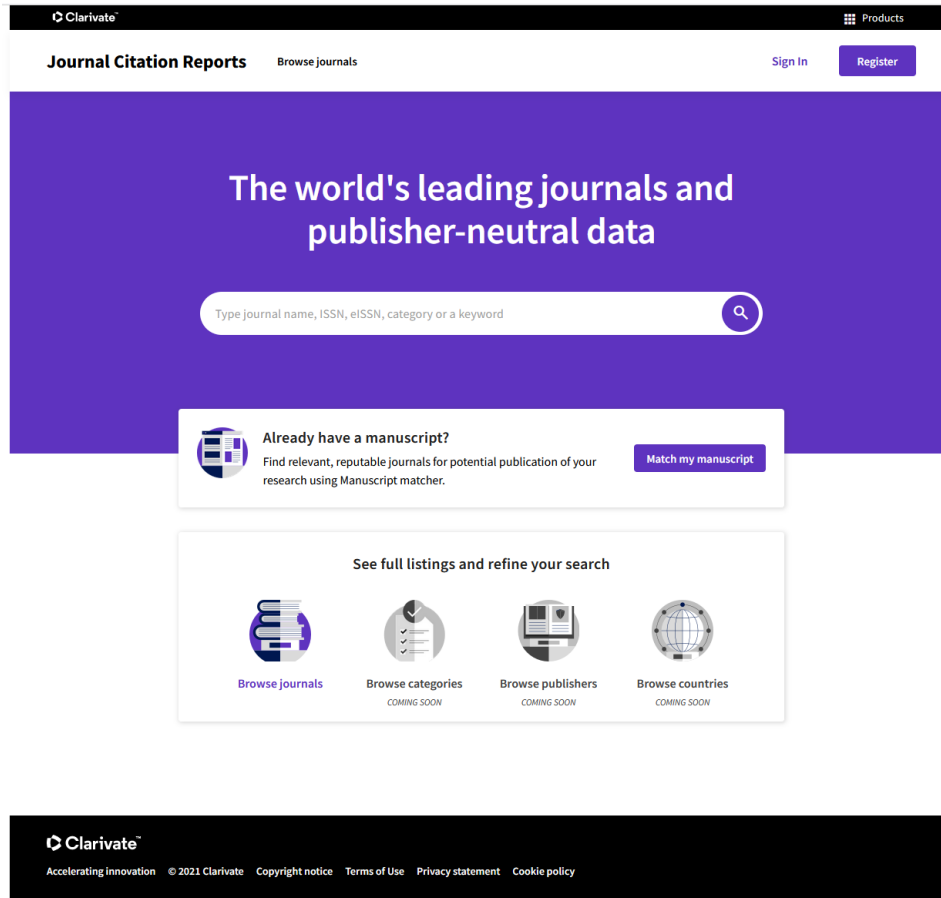 Clarivate™
Products
Journal Citation Reports
Browse journals
Sign In
Register
The world's leading journals and
publisher-neutral data
Type journal name, ISSN, eISSN, category or a keyword
Already have a manuscript?
Find relevant, reputable journals for potential publication of your
research using Manuscript matcher.
Match my manuscript
See full listings and refine your search
Browse journals
Browse categories
COMING SOON
Browse publishers
COMING SOON
Browse countries
COMING SOON
Clarivate™
Accelerating innovation © 2021 Clarivate Copyright notice Terms of Use Privacy statement Cookie policy